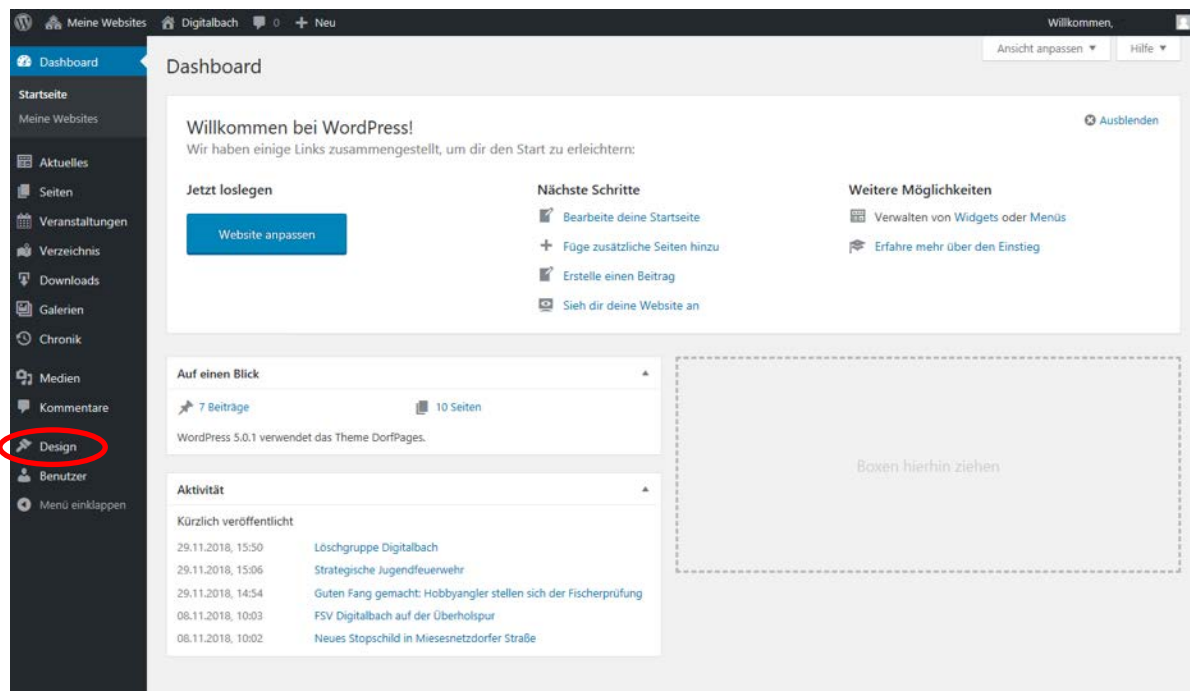 Meine Websites Digitalbach 0 + Neu Willkommen,
Ansicht anpassen Hilfe
Dashboard
Startseite
Meine Websites
Aktuelles
Seiten
Veranstaltungen
Verzeichnis
Downloads
Galerien
Chronik
Medien
Kommentare
Design
Benutzer
Menü einklappen
Dashboard
Willkommen bei WordPress!
Ausblenden
Wir haben einige Links zusammengestellt, um dir den Start zu erleichtern:
Jetzt loslegen
Website anpassen
Nächste Schritte
Bearbeite deine Startseite
Füge zusätzliche Seiten hinzu
Erstelle einen Beitrag
Sieh dir deine Website an
Weitere Möglichkeiten
Verwalten von Widgets oder Menüs
Erfahre mehr über den Einstieg
Auf einen Blick
7 Beiträge 10 Seiten
WordPress 5.0.1 verwendet das Theme DorfPages.
Aktivität
Kürzlich veröffentlicht
29.11.2018, 15:50 Löschgruppe Digitalbach
29.11.2018, 15:06 Strategische Jugendfeuerwehr
29.11.2018, 14:54 Guten Fang gemacht: Hobbyangler stellen sich der Fischerprüfung
08.11.2018, 10:03 FSV Digitalbach auf der Überholspur
08.11.2018, 10:02 Neues Stopschild in Miesesnetzdorfer Straße
Boxen hierhin ziehen